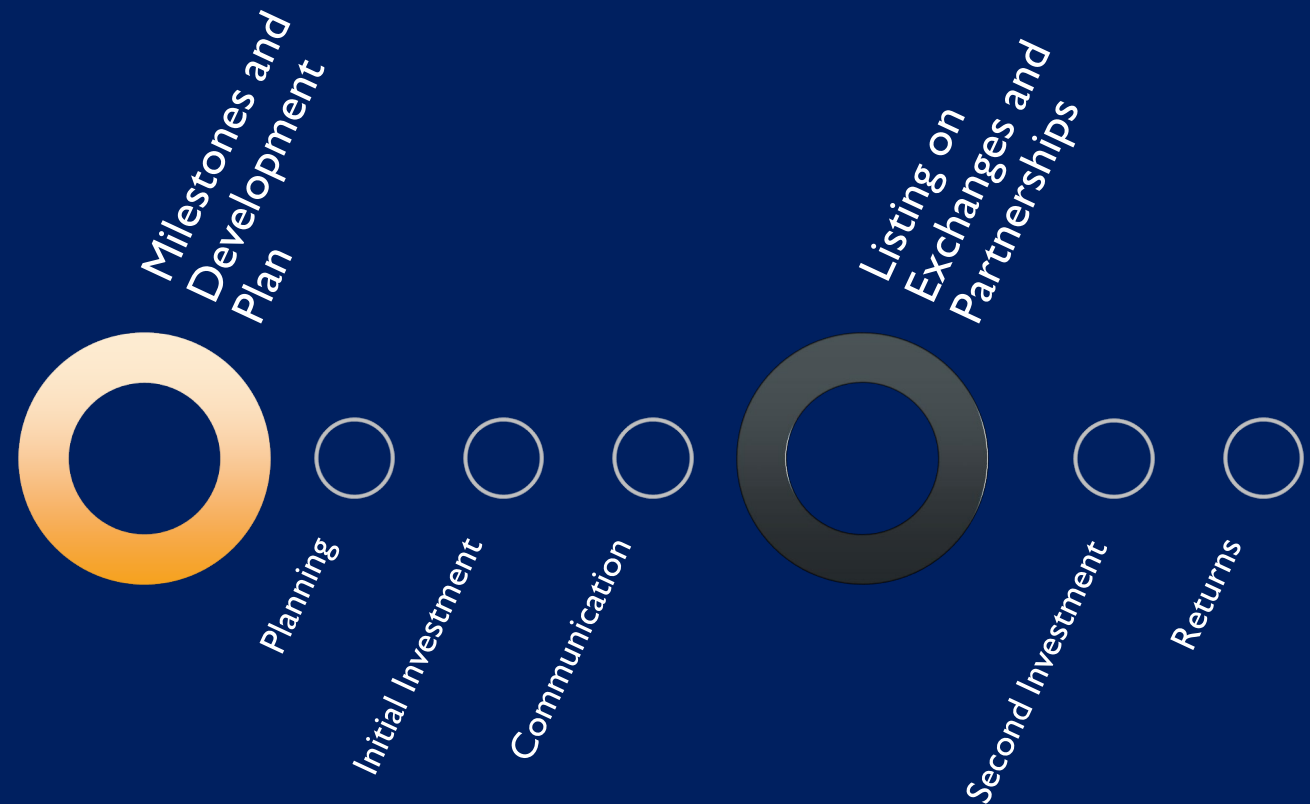 Milestones and
Development
Plan
Planning
Initial Investment
Communication
Listing on
Exchanges and
Partnerships
Second Investment
Returns